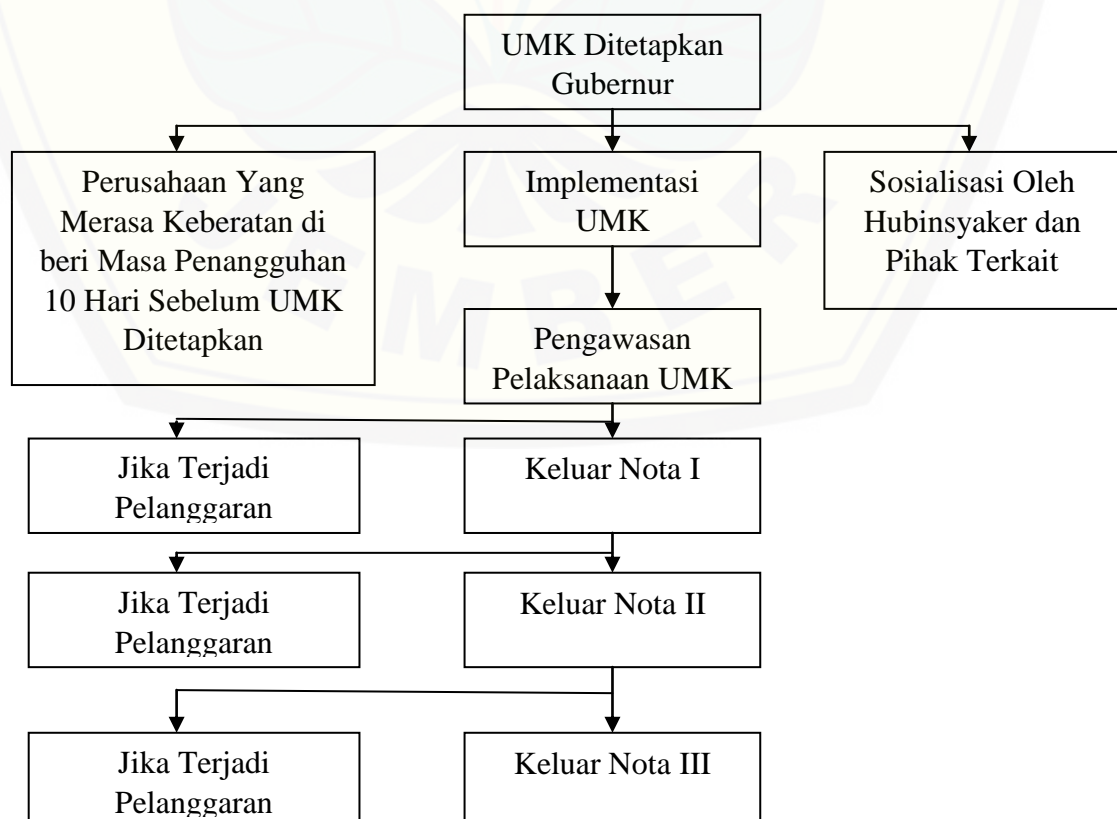 UMK Ditetapkan
Gubernur
Perusahaan Yang
Merasa Keberatan di
beri Masa Penangguhan
10 Hari Sebelum UMK
Ditetapkan
Implementasi
UMK
Sosialisasi Oleh
Hubinsyaker dan
Pihak Terkait
Pengawasan
Pelaksanaan UMK
Jika Terjadi
Pelanggaran
Keluar Nota I
Jika Terjadi
Pelanggaran
Keluar Nota II
Jika Terjadi
Pelanggaran
Keluar Nota III
JEMBER